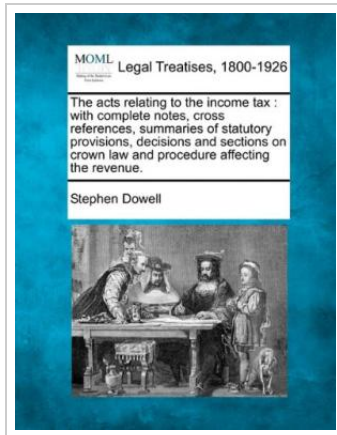 MOML
Legal Treatises, 1800-1926
The acts relating to the income tax :
with complete notes, cross
references, summaries of statutory
provisions, decisions and sections on
crown law and procedure affecting
the revenue.
Stephen Dowell